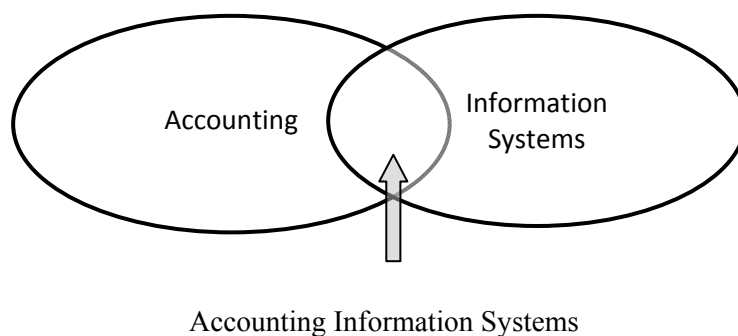 Accounting
Information
Systems
Accounting Information Systems